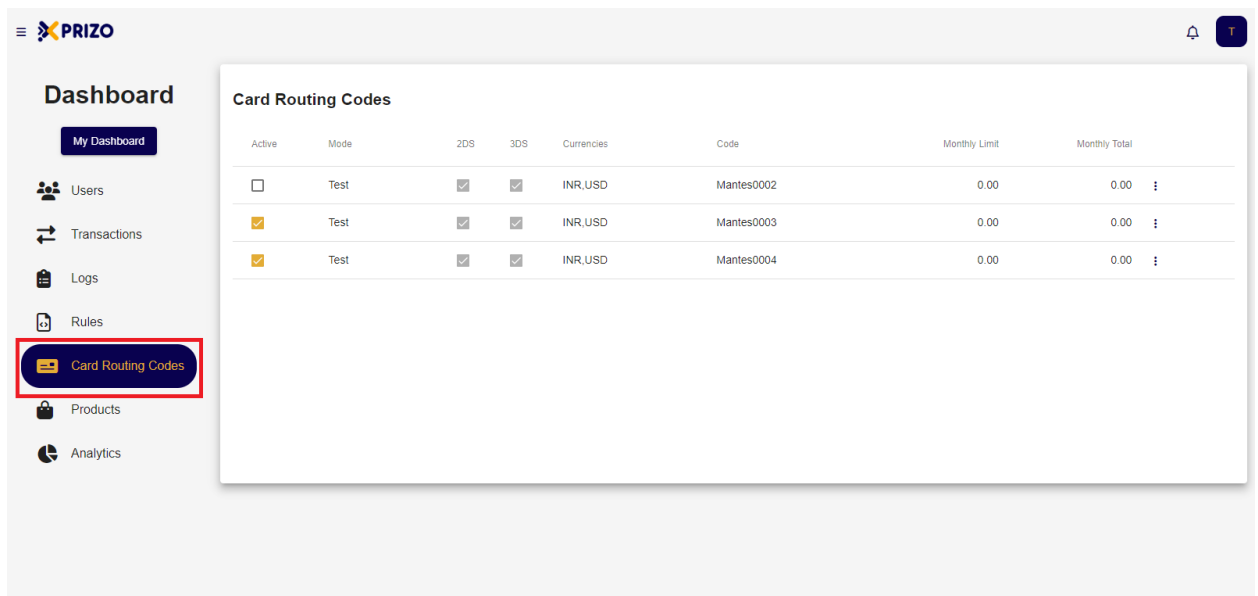 XPRIZO
T
Dashboard
My Dashboard
Users
Transactions
Logs
Rules
Card Routing Codes
Products
Analytics
Card Routing Codes
Active Mode 2DS 3DS Currencies Code Monthly Limit Monthly Total
Test INR,USD Mantes0002 0.00 0.00
Test INR,USD Mantes0003 0.00 0.00
Test INR,USD Mantes0004 0.00 0.00